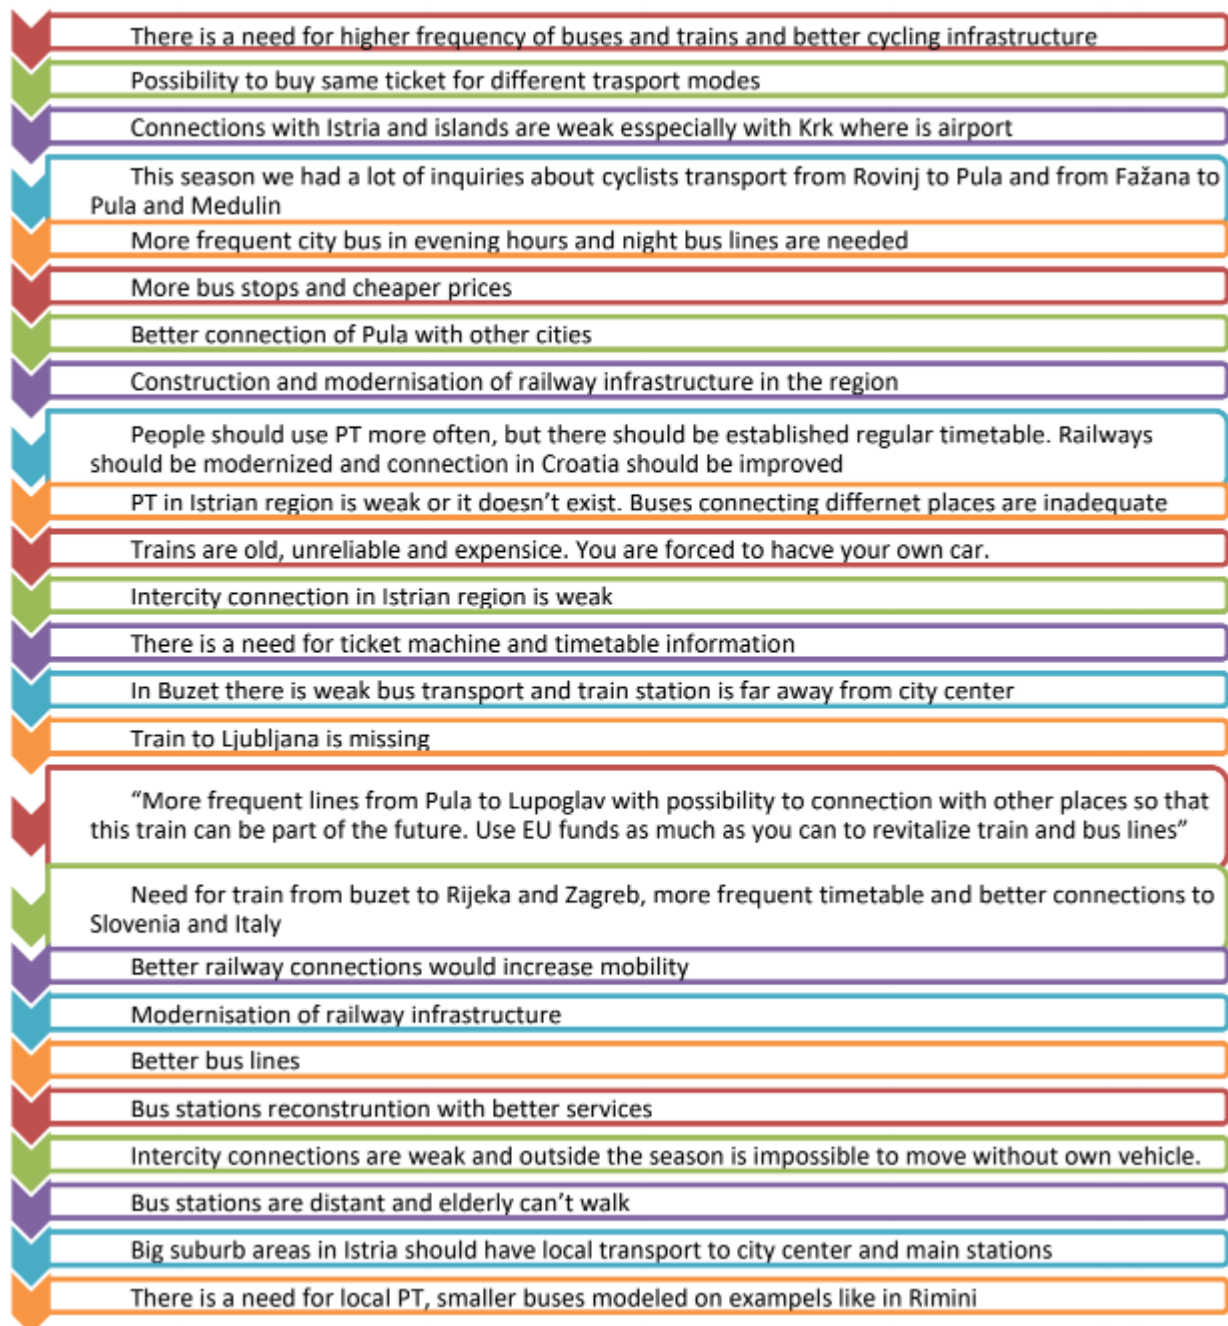 There is a need for higher frequency of buses and trains and better cycling infrastructure
Possibility to buy same ticket for different trasport modes
Connections with Istria and islands are weak esspecially with Krk where is airport
This season we had a lot of inquiries about cyclists transport from Rovinj to Pula and from Fažana to
Pula and Medulin
More frequent city bus in evening hours and night bus lines are needed
More bus stops and cheaper prices
Better connection of Pula with other cities
Construction and modernisation of railway infrastructure in the region
People should use PT more often, but there should be established regular timetable. Railways
should be modernized and connection in Croatia should be improved
PT in Istrian region is weak or it doesn’t exist. Buses connecting differnet places are inadequate
Trains are old, unreliable and expensice. You are forced to hacve your own car.
Intercity connection in Istrian region is weak
There is a need for ticket machine and timetable information
In Buzet there is weak bus transport and train station is far away from city center
Train to Ljubljana is missing
“More frequent lines from Pula to Lupoglav with possibility to connection with other places so that
this train can be part of the future. Use EU funds as much as you can to revitalize train and bus lines”
Need for train from buzet to Rijeka and Zagreb, more frequent timetable and better connections to
Slovenia and Italy
Better railway connections would increase mobility
Modernisation of railway infrastructure
Better bus lines
Bus stations reconstruntion with better services
Intercity connections are weak and outside the season is impossible to move without own vehicle.
Bus stations are distant and elderly can’t walk
Big suburb areas in Istria should have local transport to city center and main stations
There is a need for local PT, smaller buses modeled on exampels like in Rimini